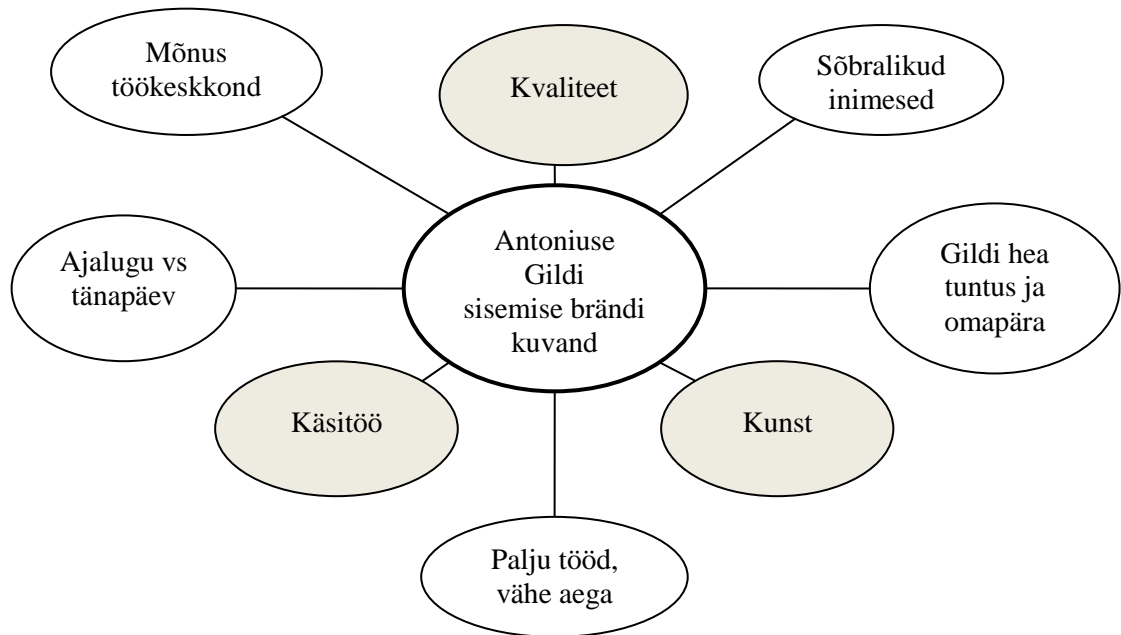 Mõnus
töökeskkond
Kvaliteet
Sõbralikud
inimesed
Ajalugu vs
tänapäev
Antoniuse
Gildi
sisemise brändi
kuvand
Gildi hea
tuntus ja
omapära
Käsitöö
Kunst
Palju tööd,
vähe aega